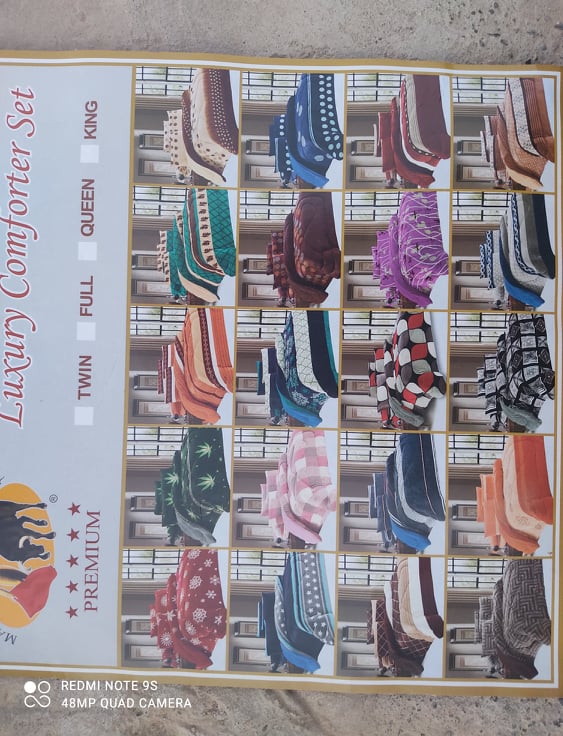 Luxury Comforter Set
TWIN FULL QUEEN KING
®
PREMIUM
REDMI NOTE 9S
48MP QUAD CAMERA